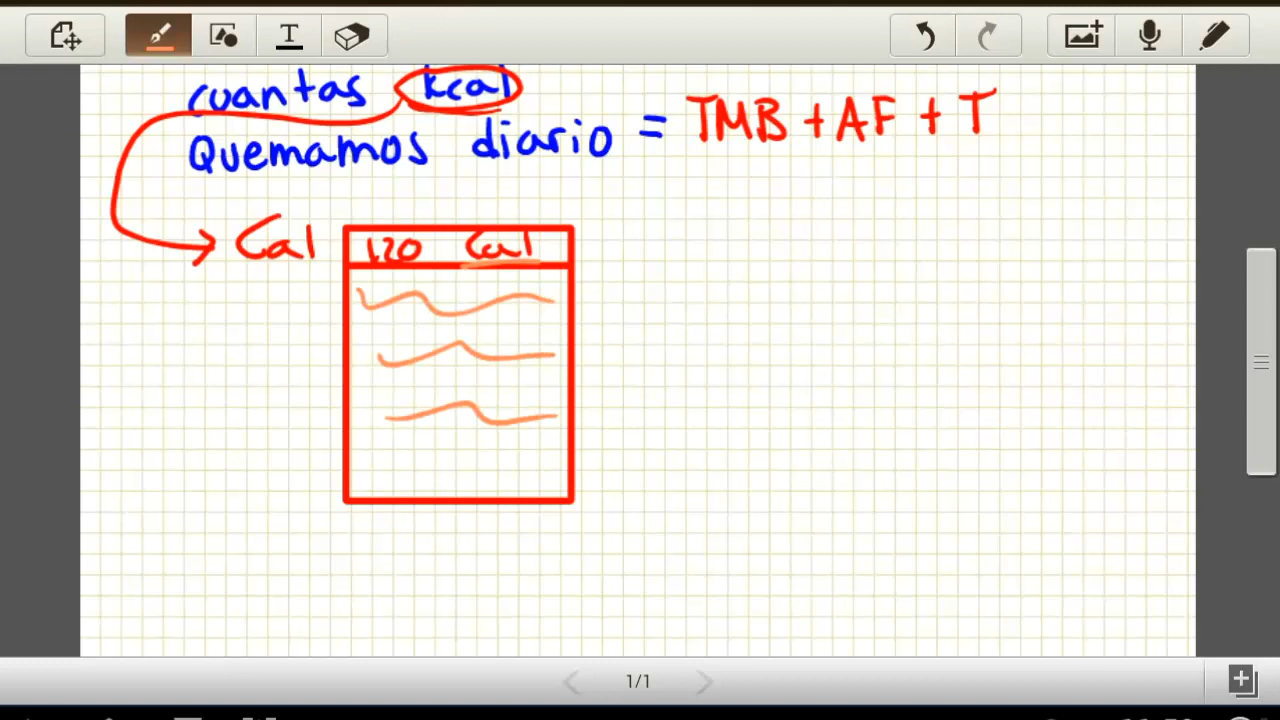 cuantas kcal
Quemamos diario = TMB + AF + T
Cal
120 Cal
T
1/1